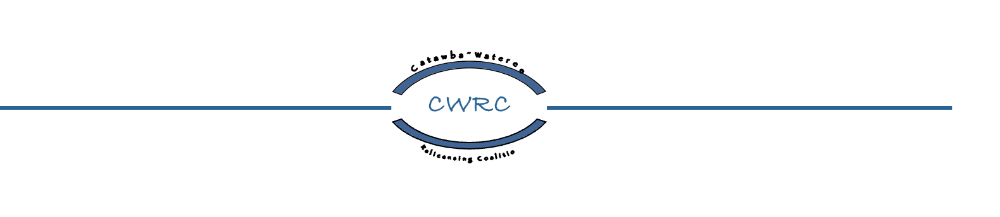 Catawba-Wateree
CWRC
Relicensing Coalitio